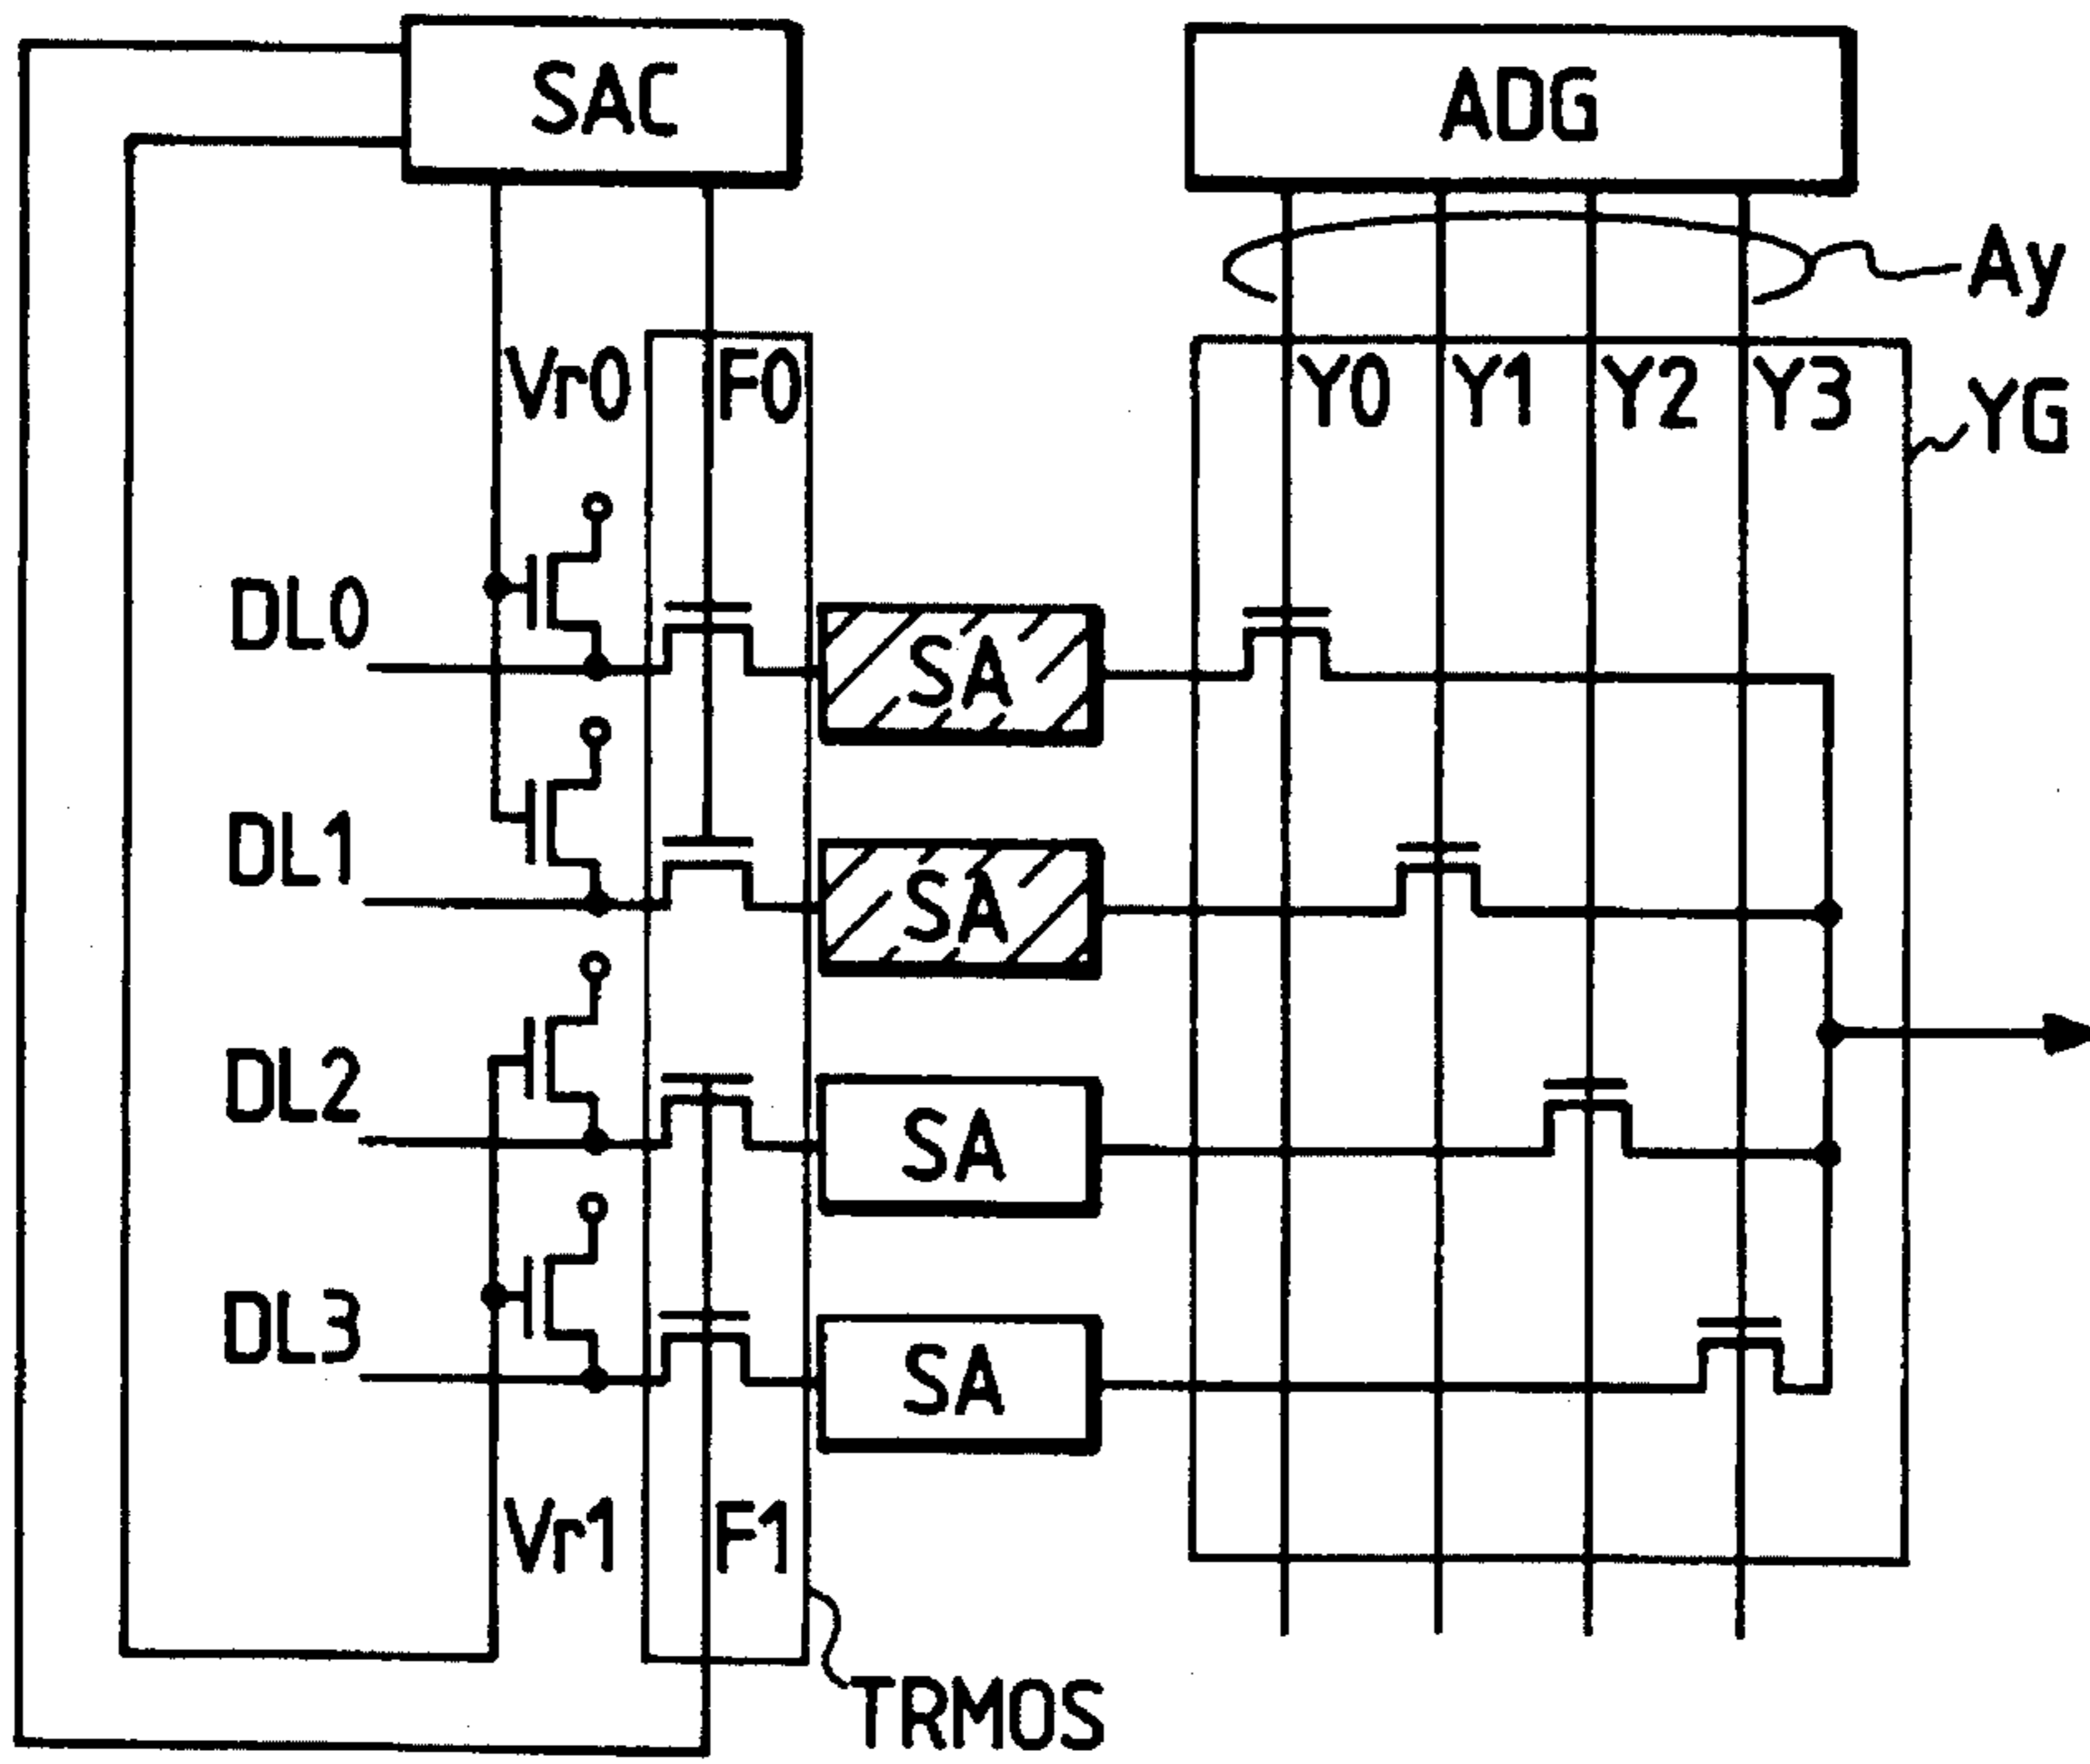 SAC
ADG
Ay
Vr0
F0
Y0
Y1
Y2
Y3
YG
DL0
SA
DL1
SA
DL2
SA
DL3
SA
Vr1
F1
TRMOS